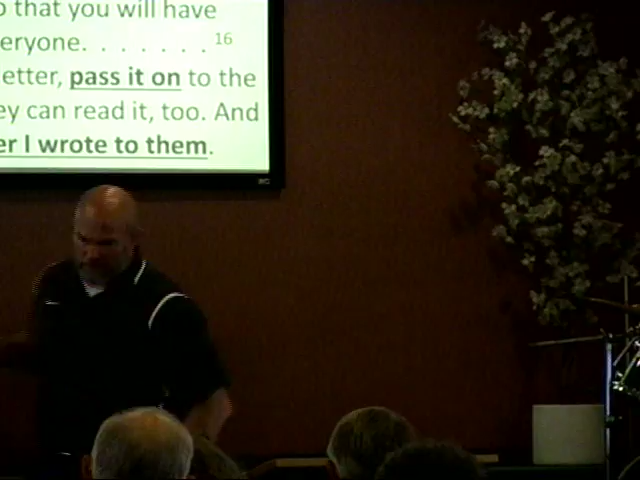 that you will have
eryone. . . . . . . . 16
etter, pass it on to the
ey can read it, too. And
er I wrote to them.